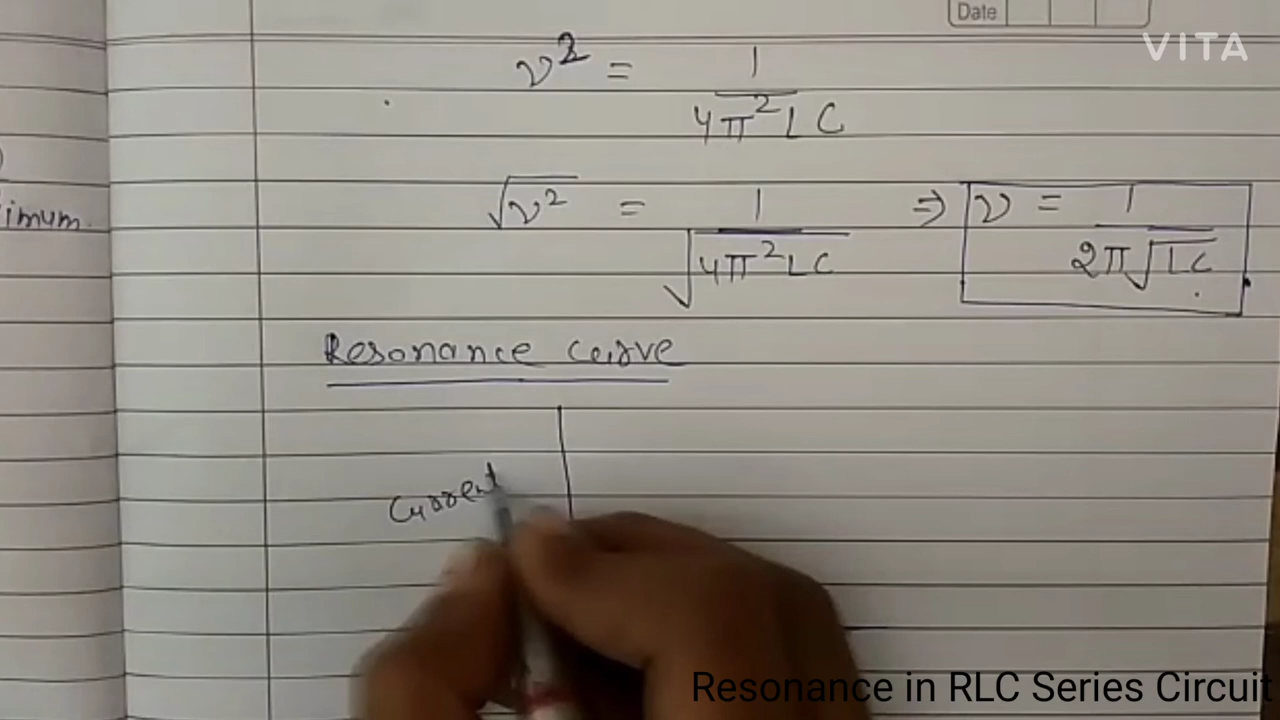 Date
VITA
ν² = 1/4π²LC
imum.
√ν² = 1/√4π²LC ⇒ ν = 1/2π√LC
Resonance curve
Current
Resonance in RLC Series Circuit.